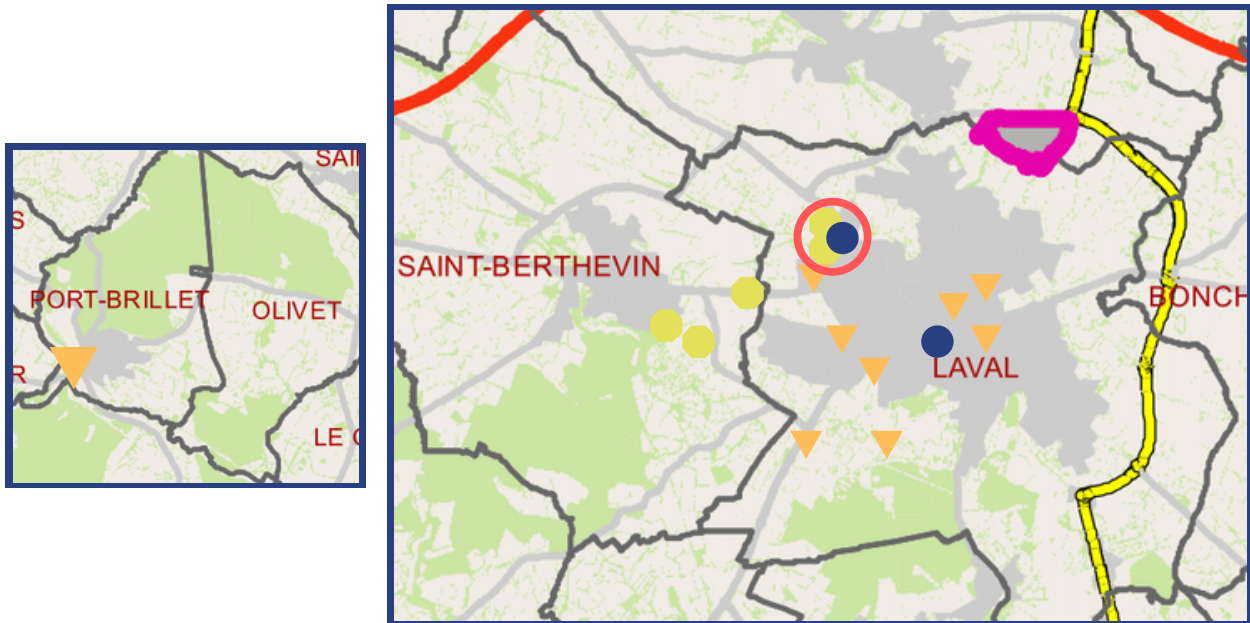 SAI
S
PORT-BRILLET
OLIVET
R
LE
SAINT-BERTHEVIN
BONCH
LAVAL